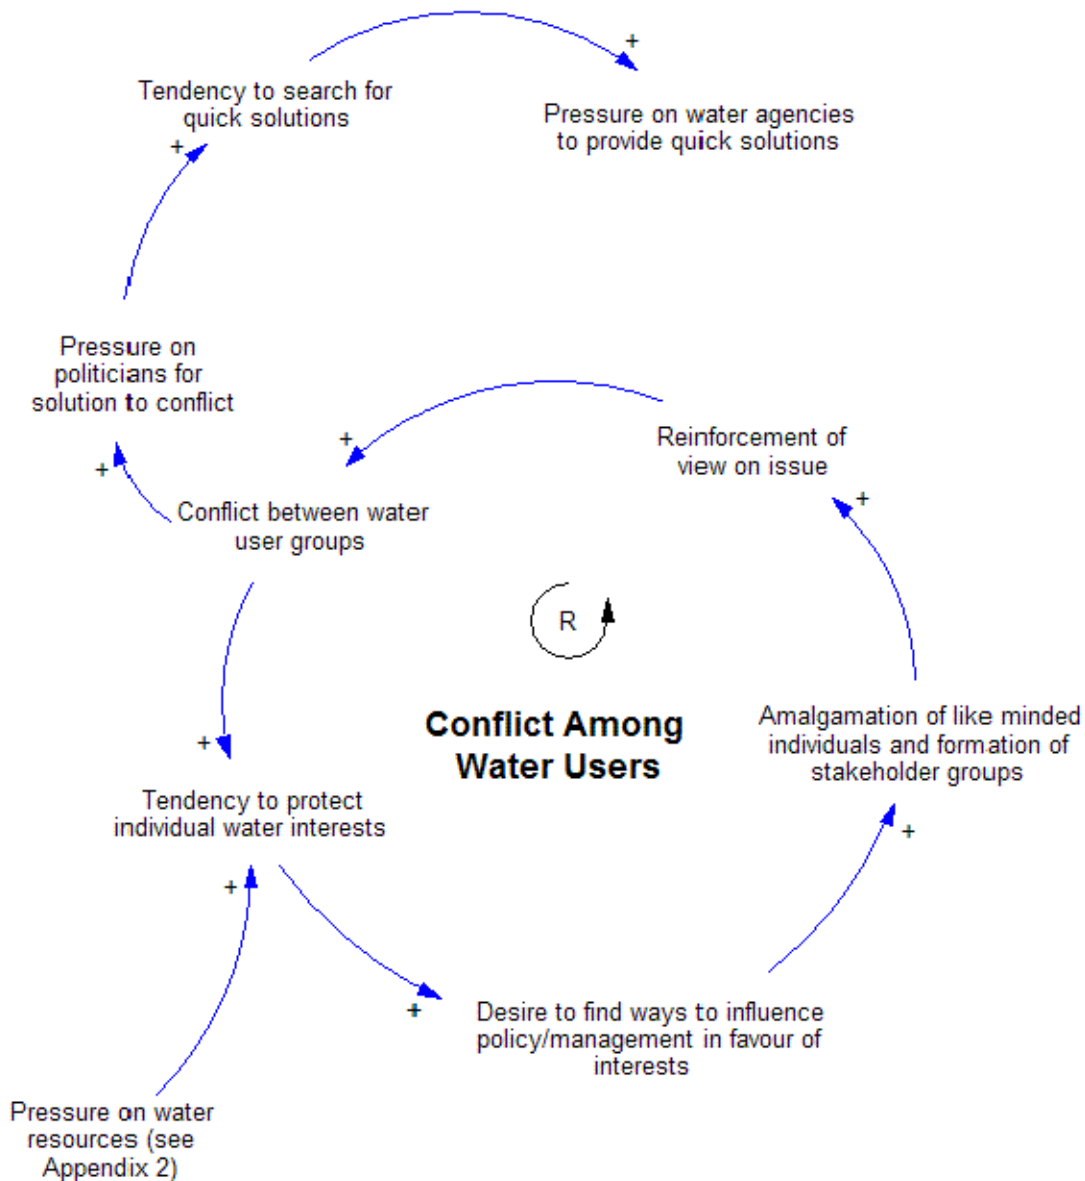 +
Tendency to search for
quick solutions
Pressure on water agencies
to provide quick solutions
+
Pressure on
politicians for
solution to conflict
+
+
Reinforcement of
view on issue
+
Conflict between water
user groups
R
Conflict Among
Water Users
Amalgamation of like minded
individuals and formation of
stakeholder groups
+
Tendency to protect
individual water interests
+
+
+
Desire to find ways to influence
policy/management in favour of
interests
Pressure on water
resources (see
Appendix 2)